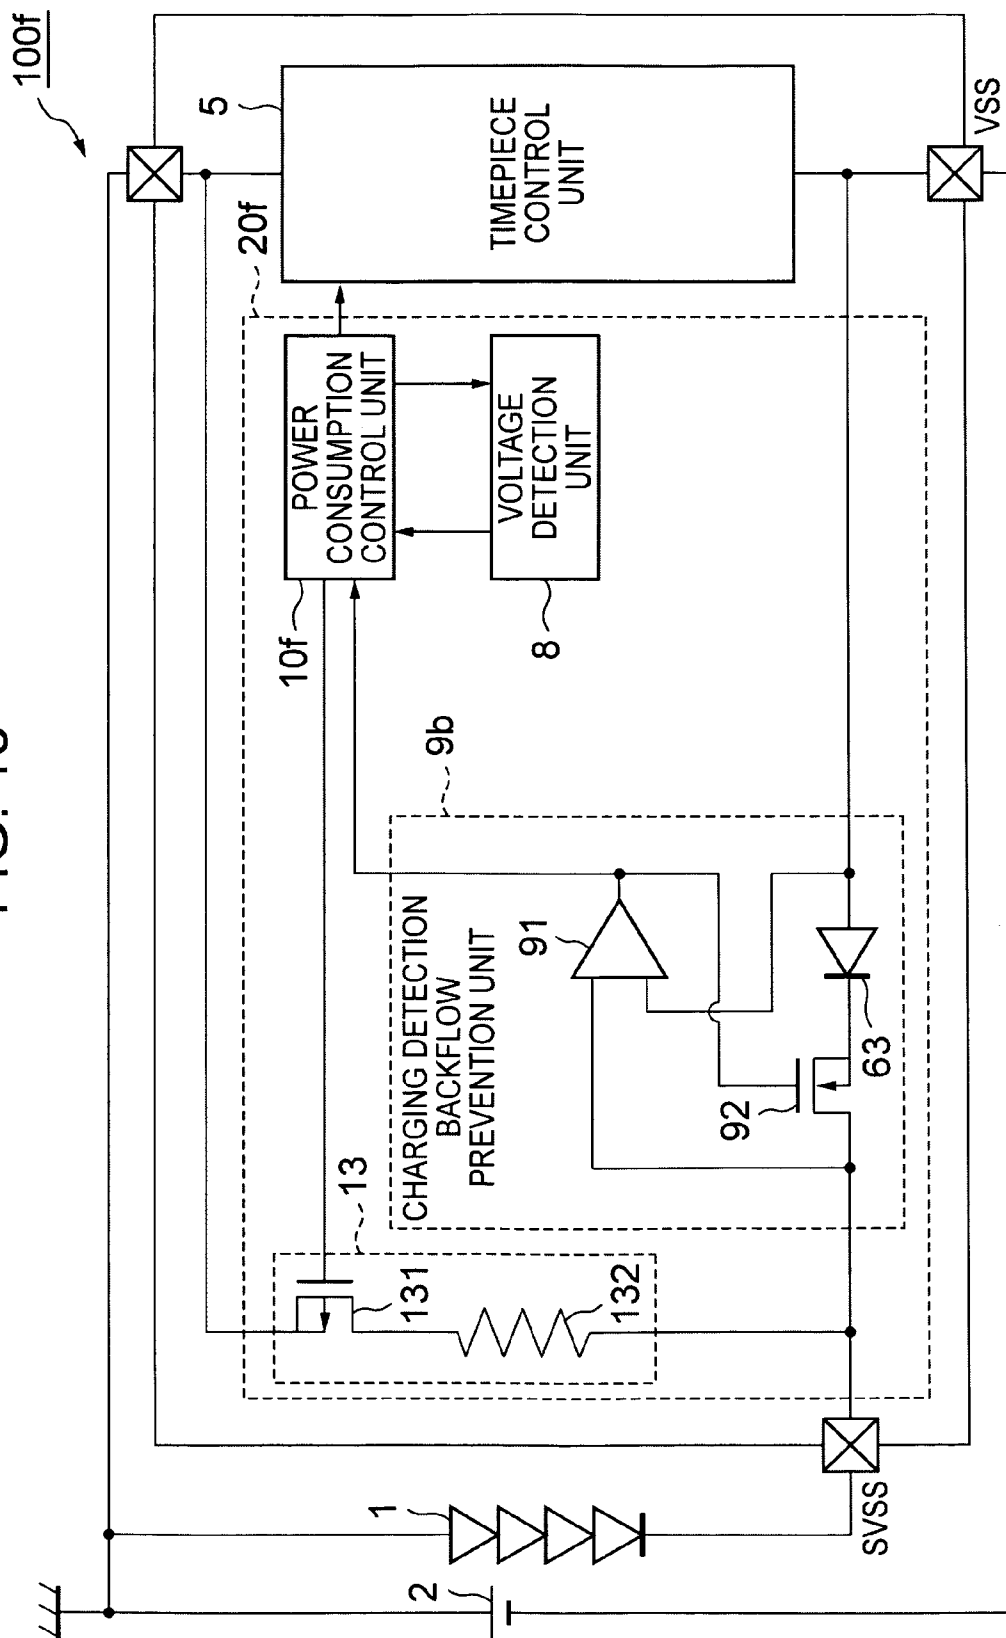 FIG.
100f
20f
5
13
CHARGING DETECTION
BACKFLOW
PREVENTION UNIT
9b
10f
POWER
CONSUMPTION
CONTROL UNIT
TIMEPIECE
CONTROL
UNIT
131
132
91
92
63
8
VOLTAGE
DETECTION
UNIT
1
2
SVSS
VSS